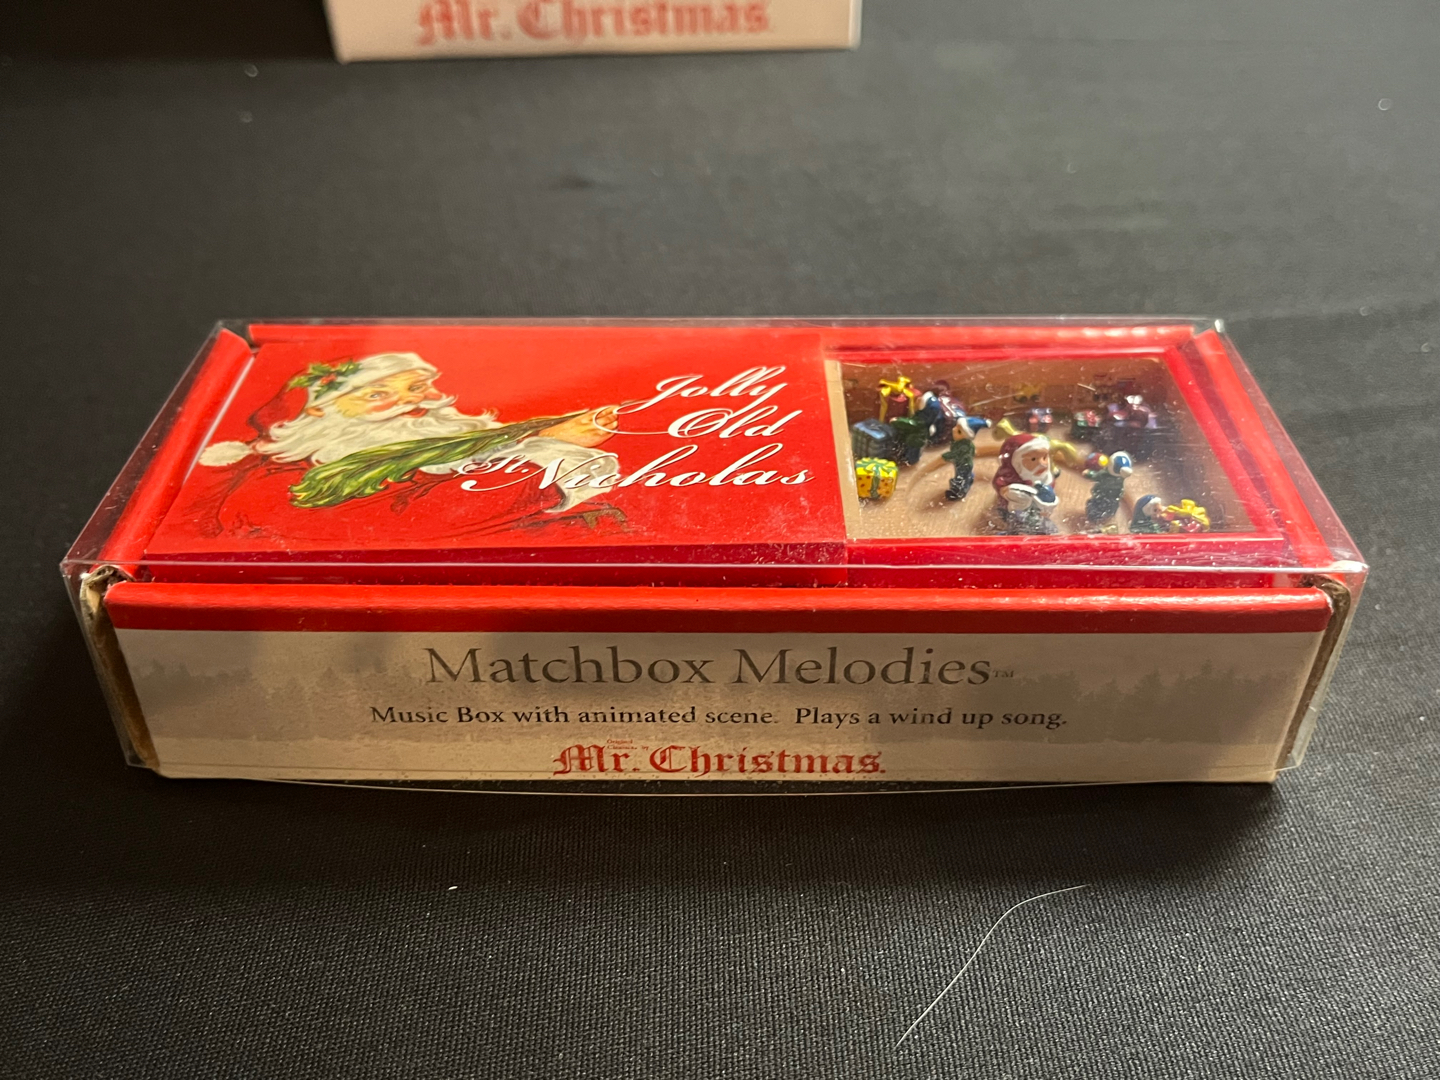 Mr. Christmas.
Jolly
Old
St. Nicholas
Matchbox Melodies™
Music Box with animated scene. Plays a wind up song.
Mr. Christmas.